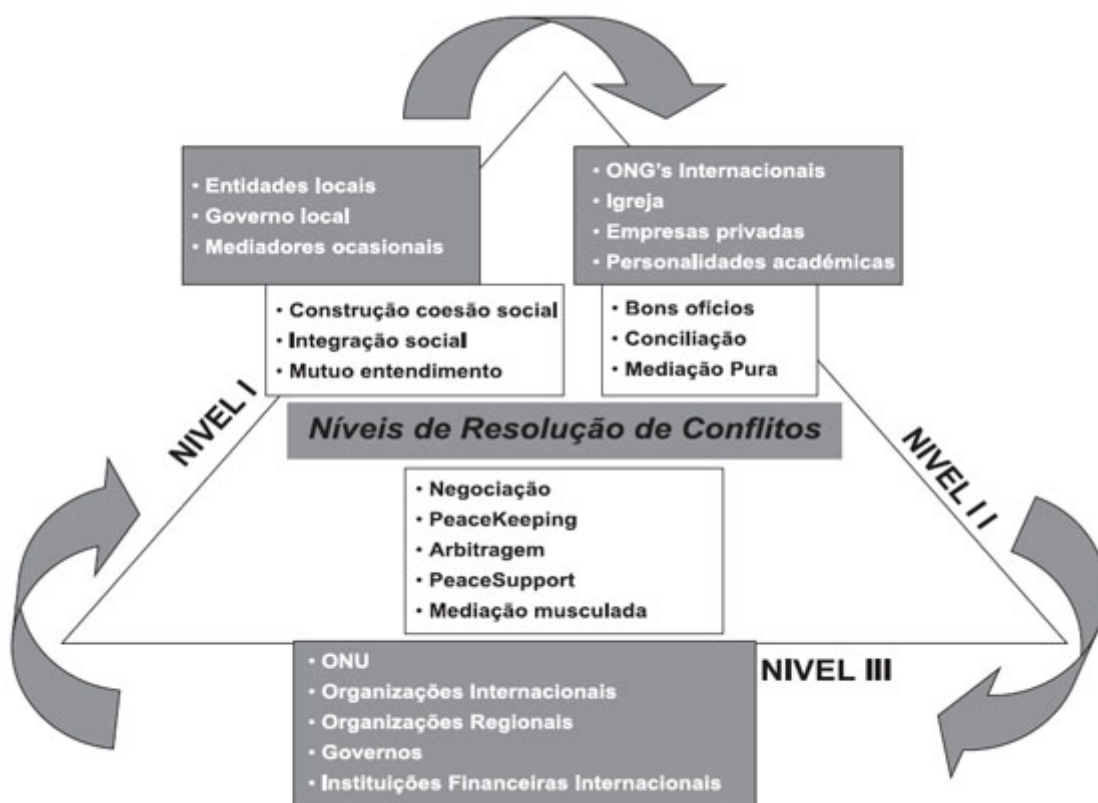 • Entidades locais
• Governo local
• Mediadores ocasionais
• ONG's Internacionais
• Igreja
• Empresas privadas
• Personalidades académicas
• Construção coesão social
• Integração social
• Mutuo entendimento
• Bons ofícios
• Conciliação
• Mediação Pura
NIVEL I
Níveis de Resolução de Conflitos
NIVEL I I
• Negociação
• PeaceKeeping
• Arbitragem
• PeaceSupport
• Mediação musculada
NIVEL III
• ONU
• Organizações Internacionais
• Organizações Regionais
• Governos
• Instituições Financeiras Internacionais